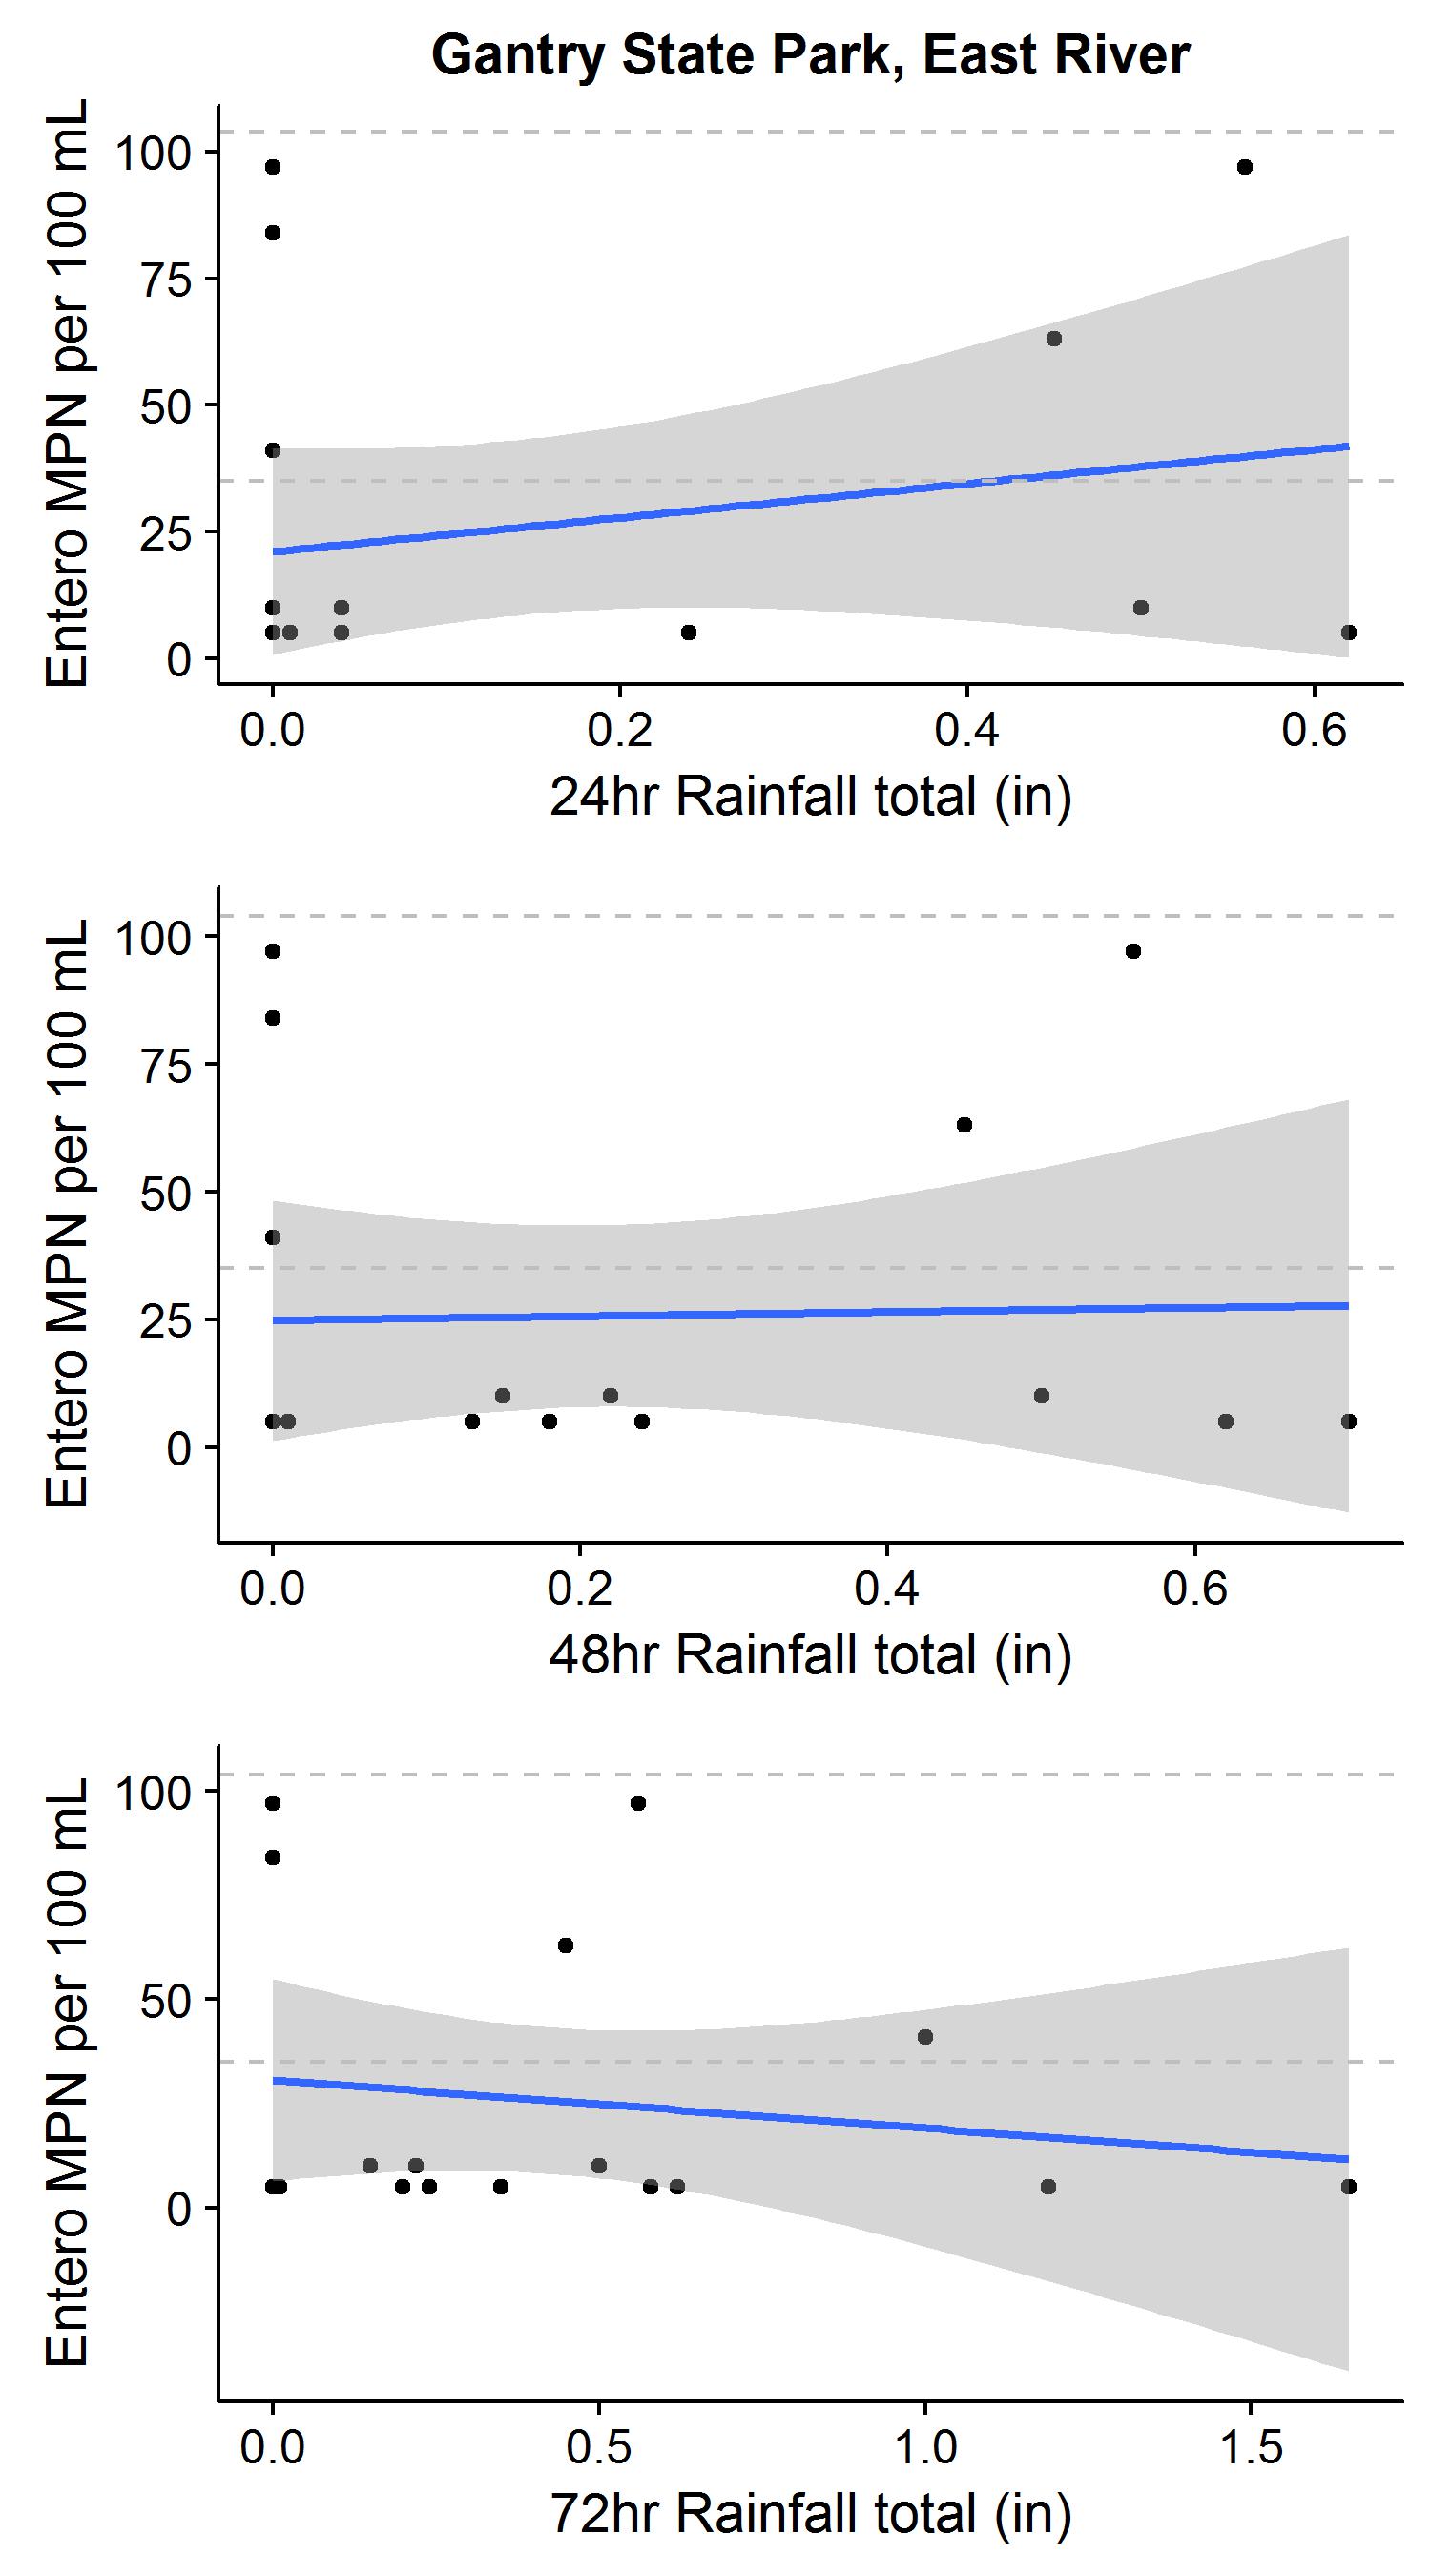 Gantry State Park, East River
Entero MPN per 100 mL
100
75
50
25
0
0.0 0.2 0.4 0.6
24hr Rainfall total (in)
Entero MPN per 100 mL
100
75
50
25
0
0.0 0.2 0.4 0.6
48hr Rainfall total (in)
Entero MPN per 100 mL
100
50
0
0.0 0.5 1.0 1.5
72hr Rainfall total (in)